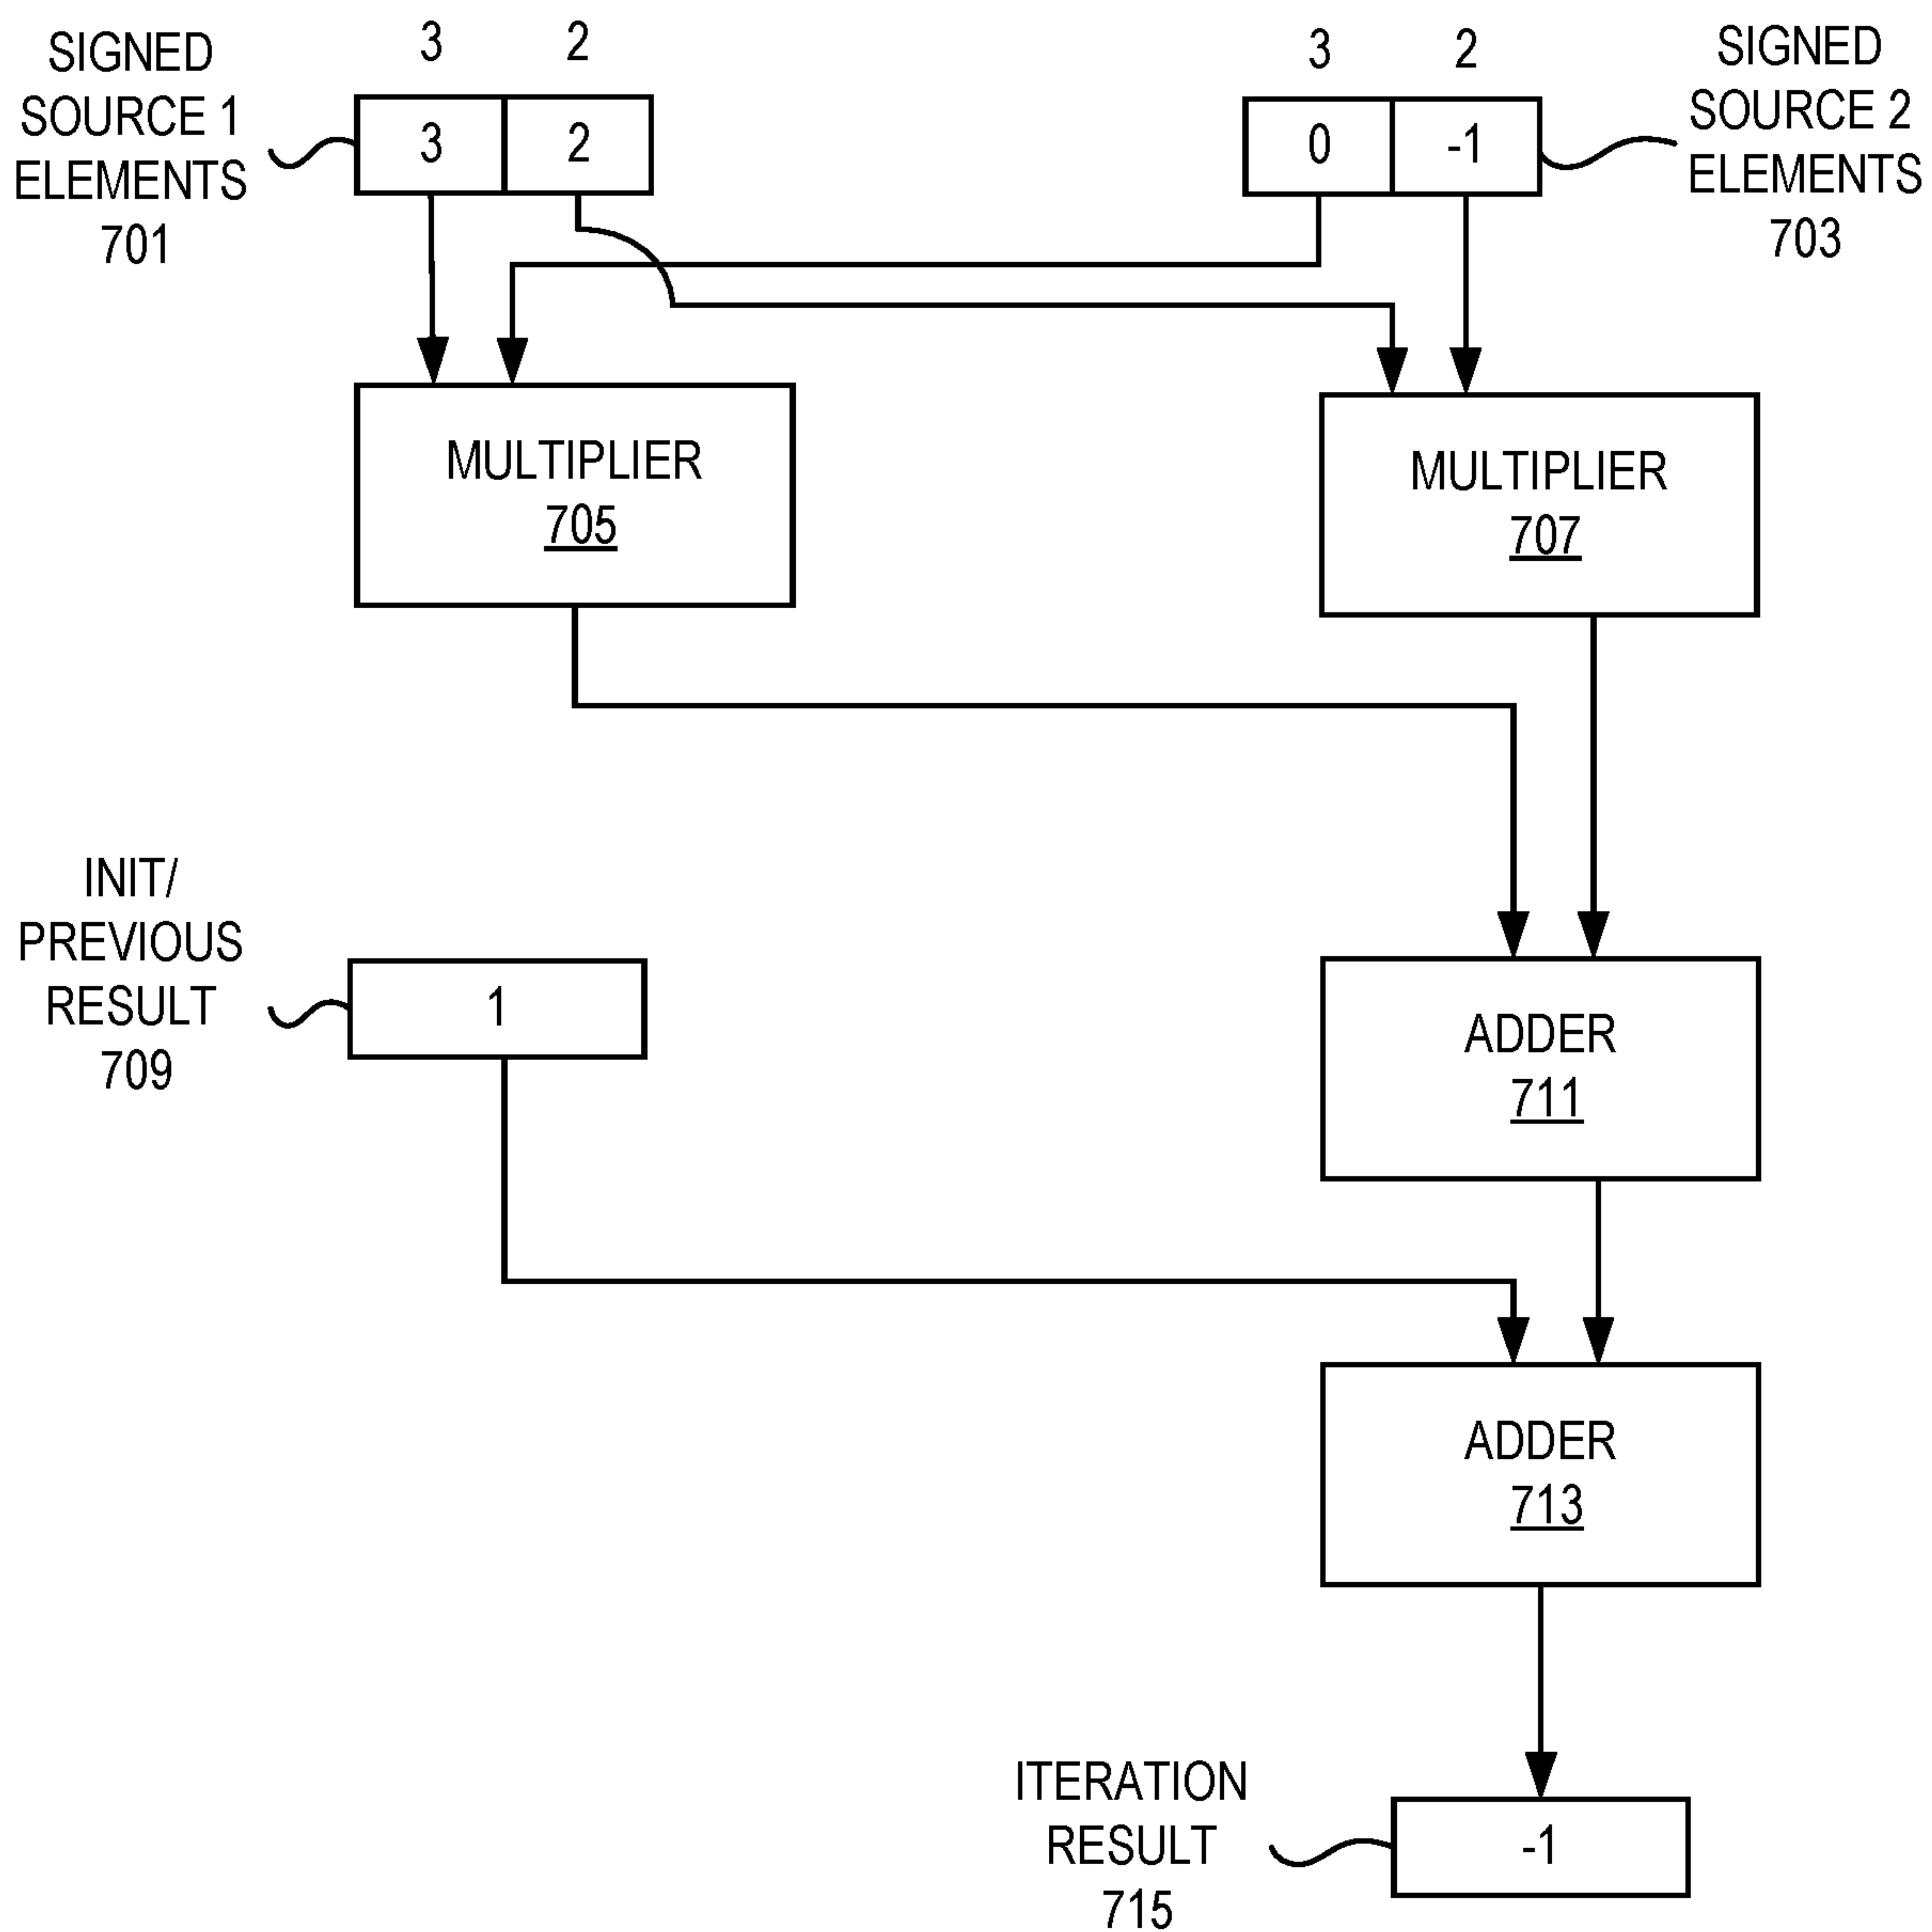 SIGNED
SOURCE 1
ELEMENTS
701
3 2
3 2
3 2
0 -1
SIGNED
SOURCE 2
ELEMENTS
703
MULTIPLIER
705
MULTIPLIER
707
INIT/
PREVIOUS
RESULT
709
1
ADDER
711
ADDER
713
ITERATION
RESULT
715
-1